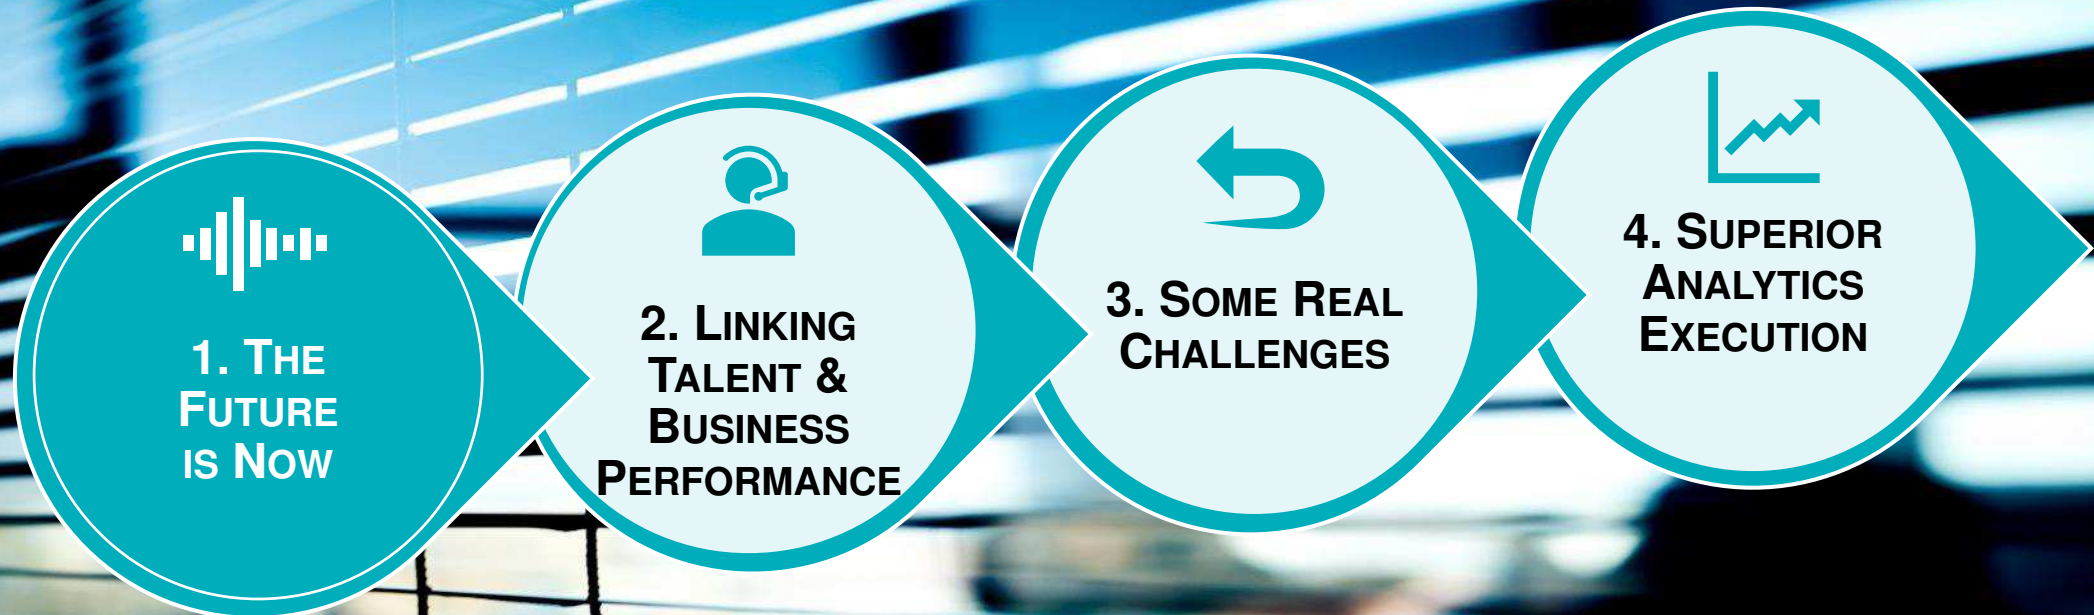 1. The
Future
is Now
2. Linking
Talent &
Business
Performance
3. Some Real
Challenges
4. Superior
Analytics
Execution